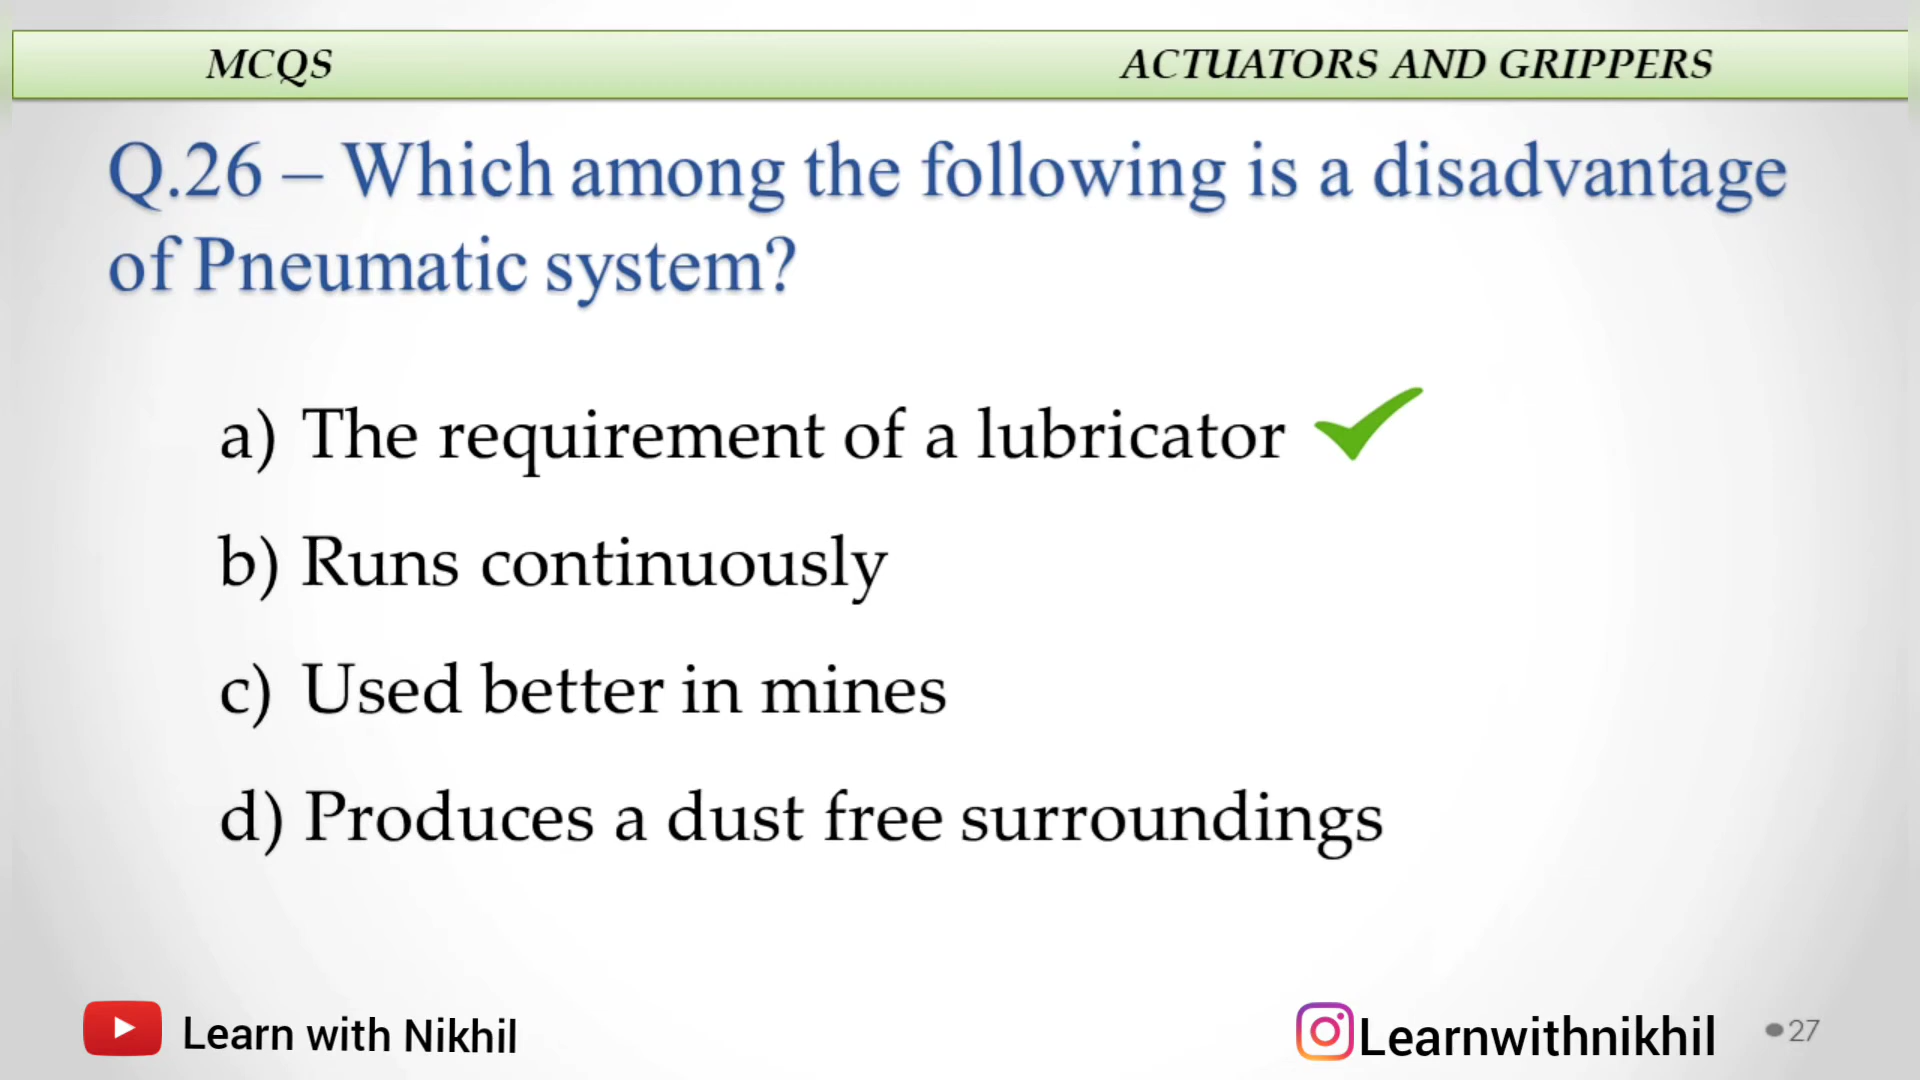 MCQS
ACTUATORS AND GRIPPERS
Q.26 – Which among the following is a disadvantage
of Pneumatic system?
a) The requirement of a lubricator
b) Runs continuously
c) Used better in mines
d) Produces a dust free surroundings
Learn with Nikhil
Learnwithnikhil
27